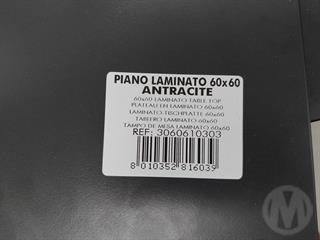 PIANO LAMINATO 60x60
ANTRACITE
60x60 LAMINATO TABLE TOP
PLATEAU EN LAMINATO 60x60
LAMINATO-TISCHPLATTE 60x60
TABLERO LAMINATO 60x60
TAMPO DE MESA LAMINATO 60x60
REF: 3060610303
8 010352 816039
M